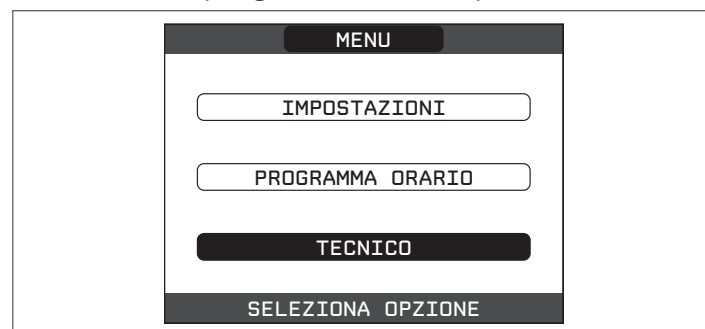 MENU
IMPOSTAZIONI
PROGRAMMA ORARIO
TECNICO
SELEZIONA OPZIONE